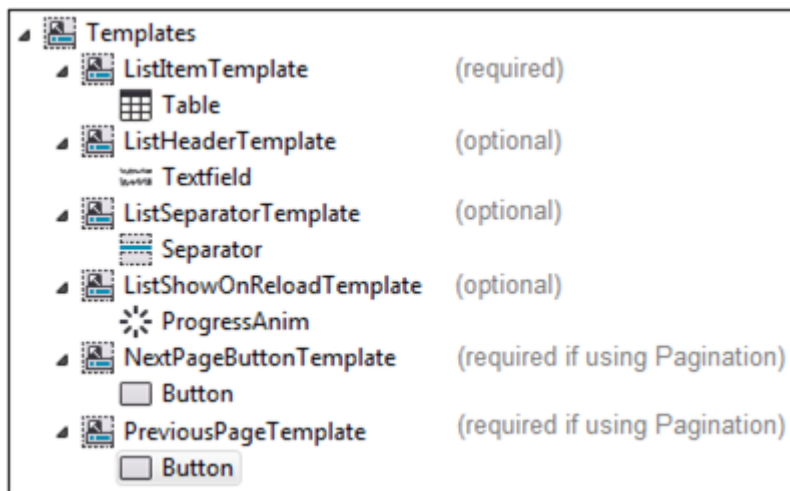 Templates
ListItemTemplate (required)
Table
ListHeaderTemplate (optional)
Textfield
ListSeparatorTemplate (optional)
Separator
ListShowOnReloadTemplate (optional)
ProgressAnim
NextPageButtonTemplate (required if using Pagination)
Button
PreviousPageTemplate (required if using Pagination)
Button